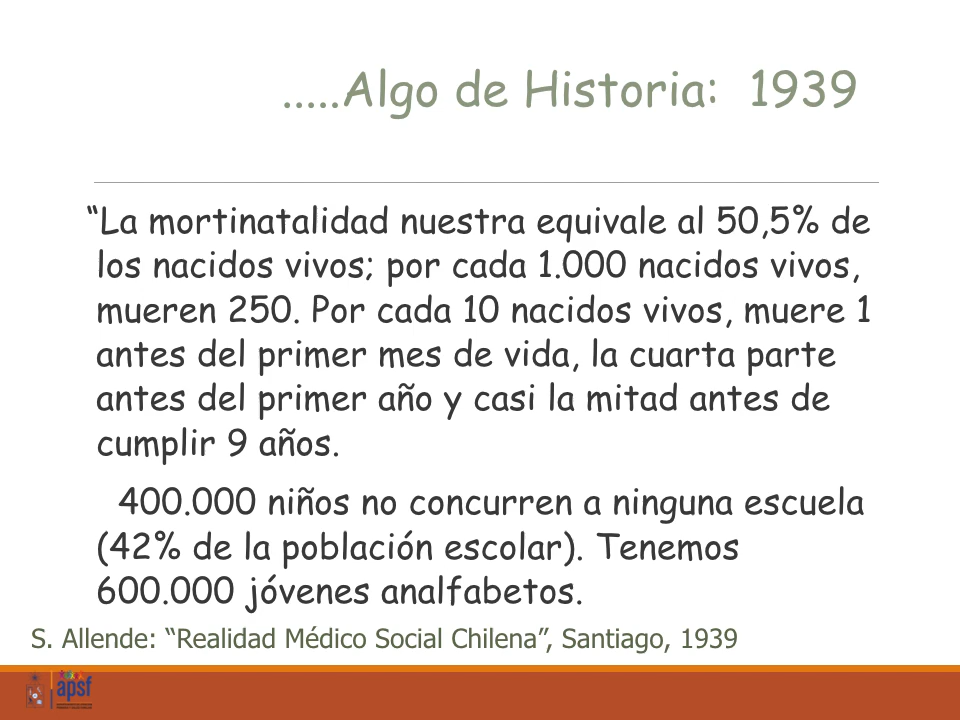 .....Algo de Historia: 1939
“La mortinatalidad nuestra equivale al 50,5% de
los nacidos vivos; por cada 1.000 nacidos vivos,
mueren 250. Por cada 10 nacidos vivos, muere 1
antes del primer mes de vida, la cuarta parte
antes del primer año y casi la mitad antes de
cumplir 9 años.
400.000 niños no concurren a ninguna escuela
(42% de la población escolar). Tenemos
600.000 jóvenes analfabetos.
S. Allende: “Realidad Médico Social Chilena”, Santiago, 1939
apsf